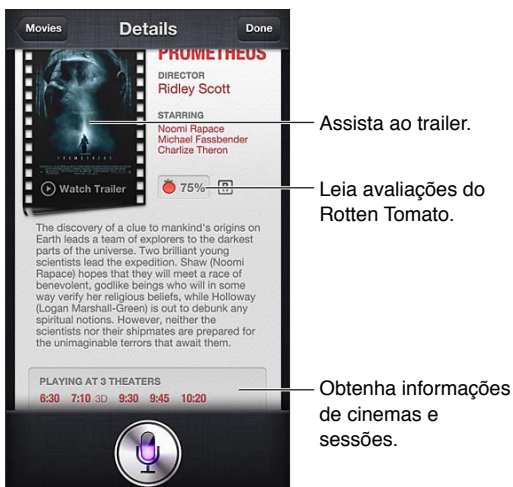 Movies
Details
Done
PROMETHEUS
DIRECTOR
Ridley Scott
STARRING
Noomi Rapace
Michael Fassbender
Charlize Theron
PROMETHEUS
Watch Trailer
75%
R
The discovery of a clue to mankind's origins on
Earth leads a team of explorers to the darkest
parts of the universe. Two brilliant young
scientists lead the expedition. Shaw (Noomi
Rapace) hopes that they will meet a race of
benevolent, godlike beings who will in some
way verify her religious beliefs, while Holloway
(Logan Marshall-Green) is out to debunk any
spiritual notions. However, neither the
scientists nor their shipmates are prepared for
the unimaginable terrors that await them.
PLAYING AT 3 THEATERS
6:30 7:10 3D 9:30 9:45 10:20
Assista ao trailer.
Leia avaliações do
Rotten Tomato.
Obtenha informações
de cinemas e
sessões.